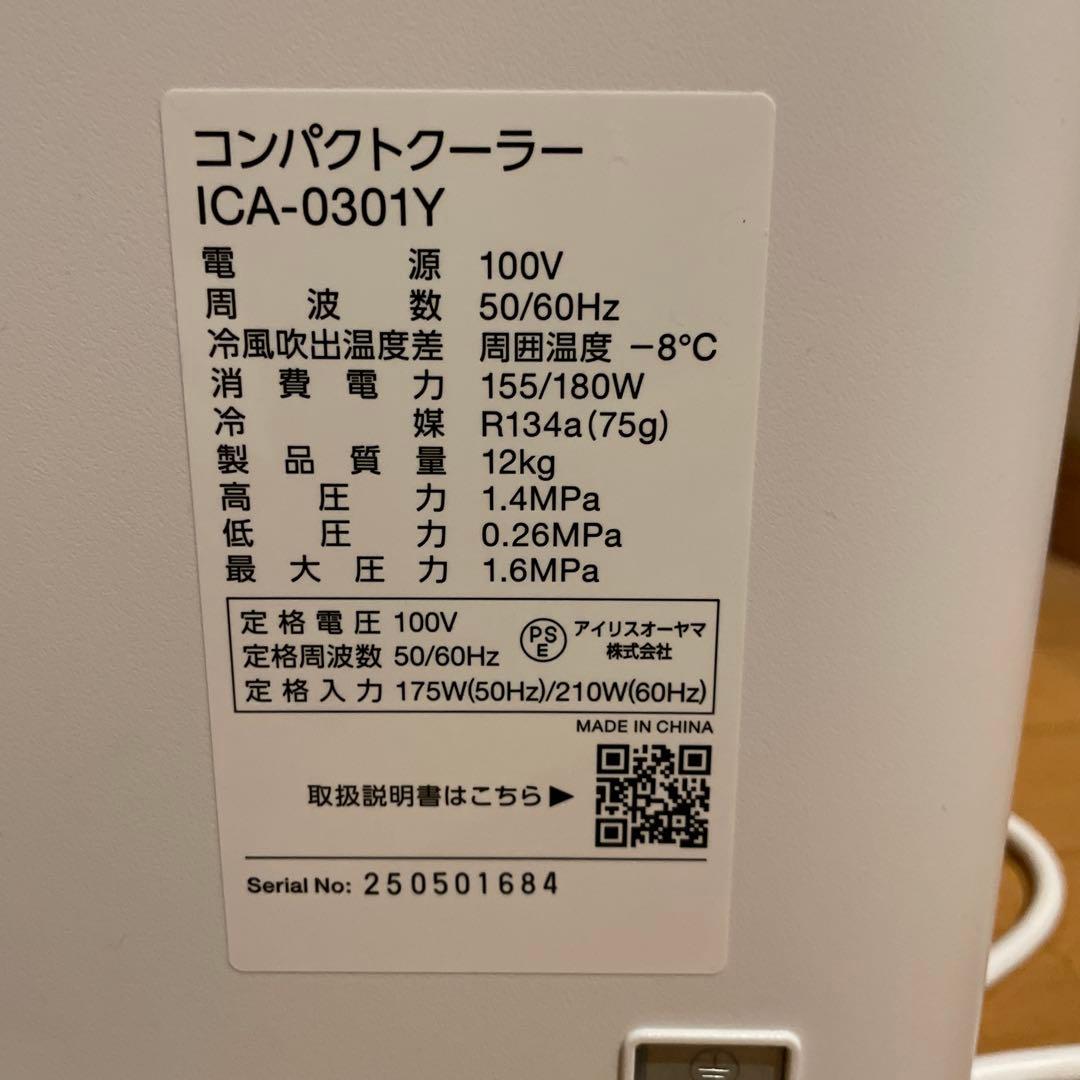 コンパクトクーラー
ICA-0301Y
電源 100V
周波数 50/60Hz
冷風吹出温度差 周囲温度 −8℃
消費電力 155/180W
冷媒 R134a(75g)
製品質量 12kg
高圧力 1.4MPa
低圧力 0.26MPa
最大圧力 1.6MPa
定格電圧 100V
定格周波数 50/60Hz
定格入力 175W(50Hz)/210W(60Hz)
PSE
アイリスオーヤマ
株式会社
MADE IN CHINA
取扱説明書はこちら▶
Serial No: 250501684